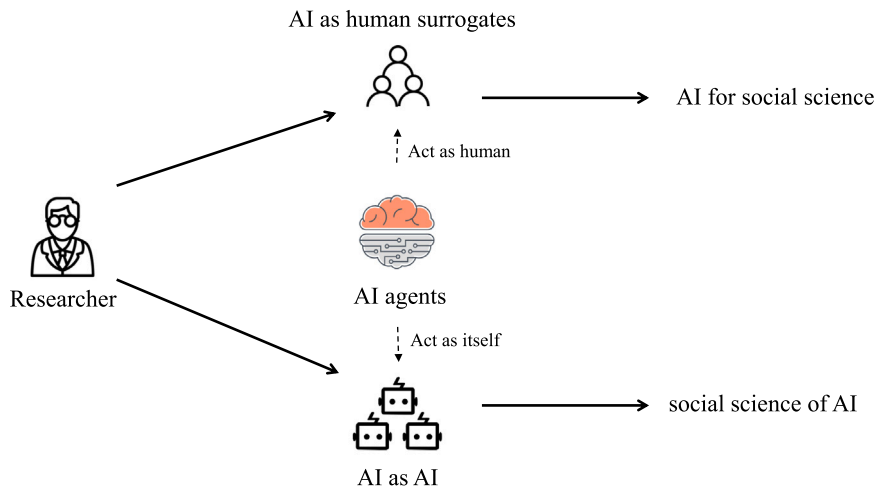 AI as human surrogates
AI for social science
Act as human
Researcher
AI agents
Act as itself
social science of AI
AI as AI